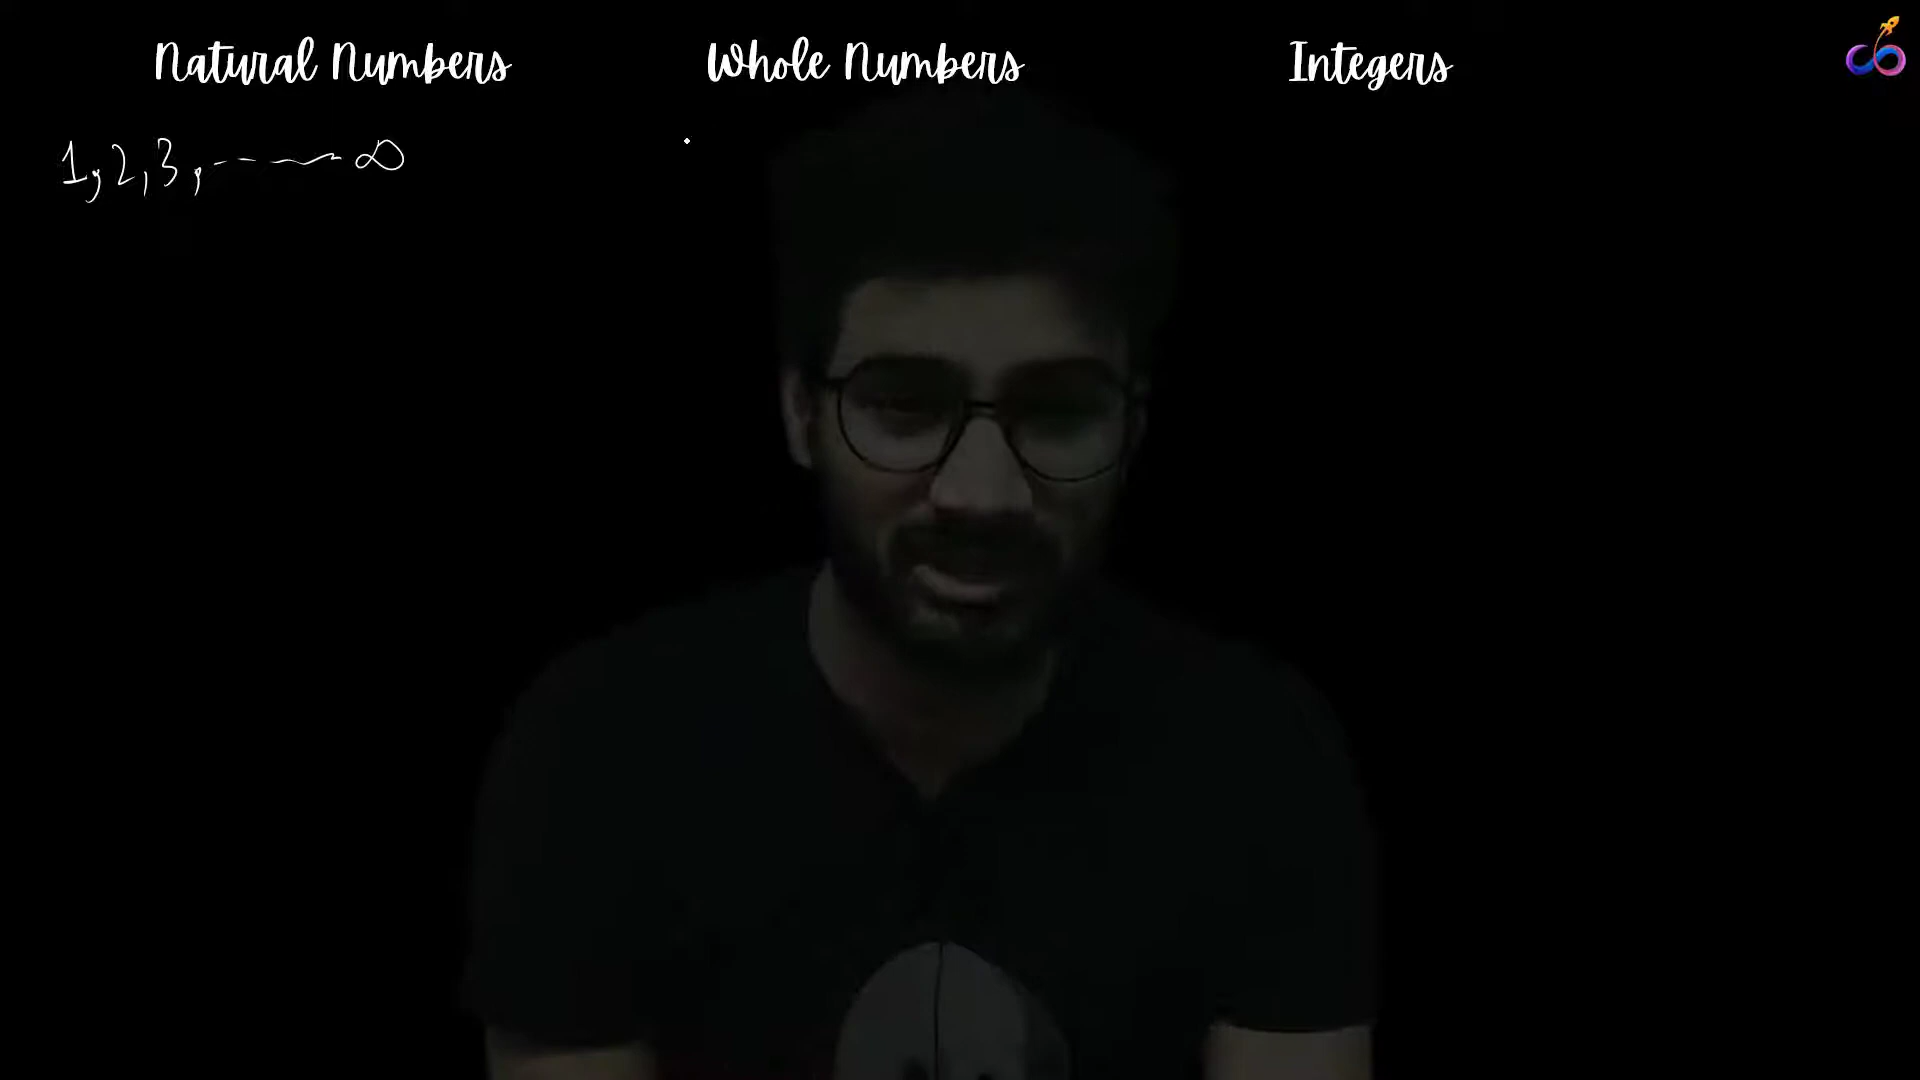 Natural Numbers Whole Numbers Integers
1, 2, 3, ------ ∞